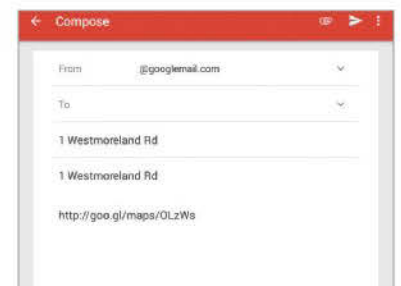 Compose
From @googlemail.com
To
1 Westmoreland Rd
1 Westmoreland Rd
http://goo.gl/maps/OLzWs